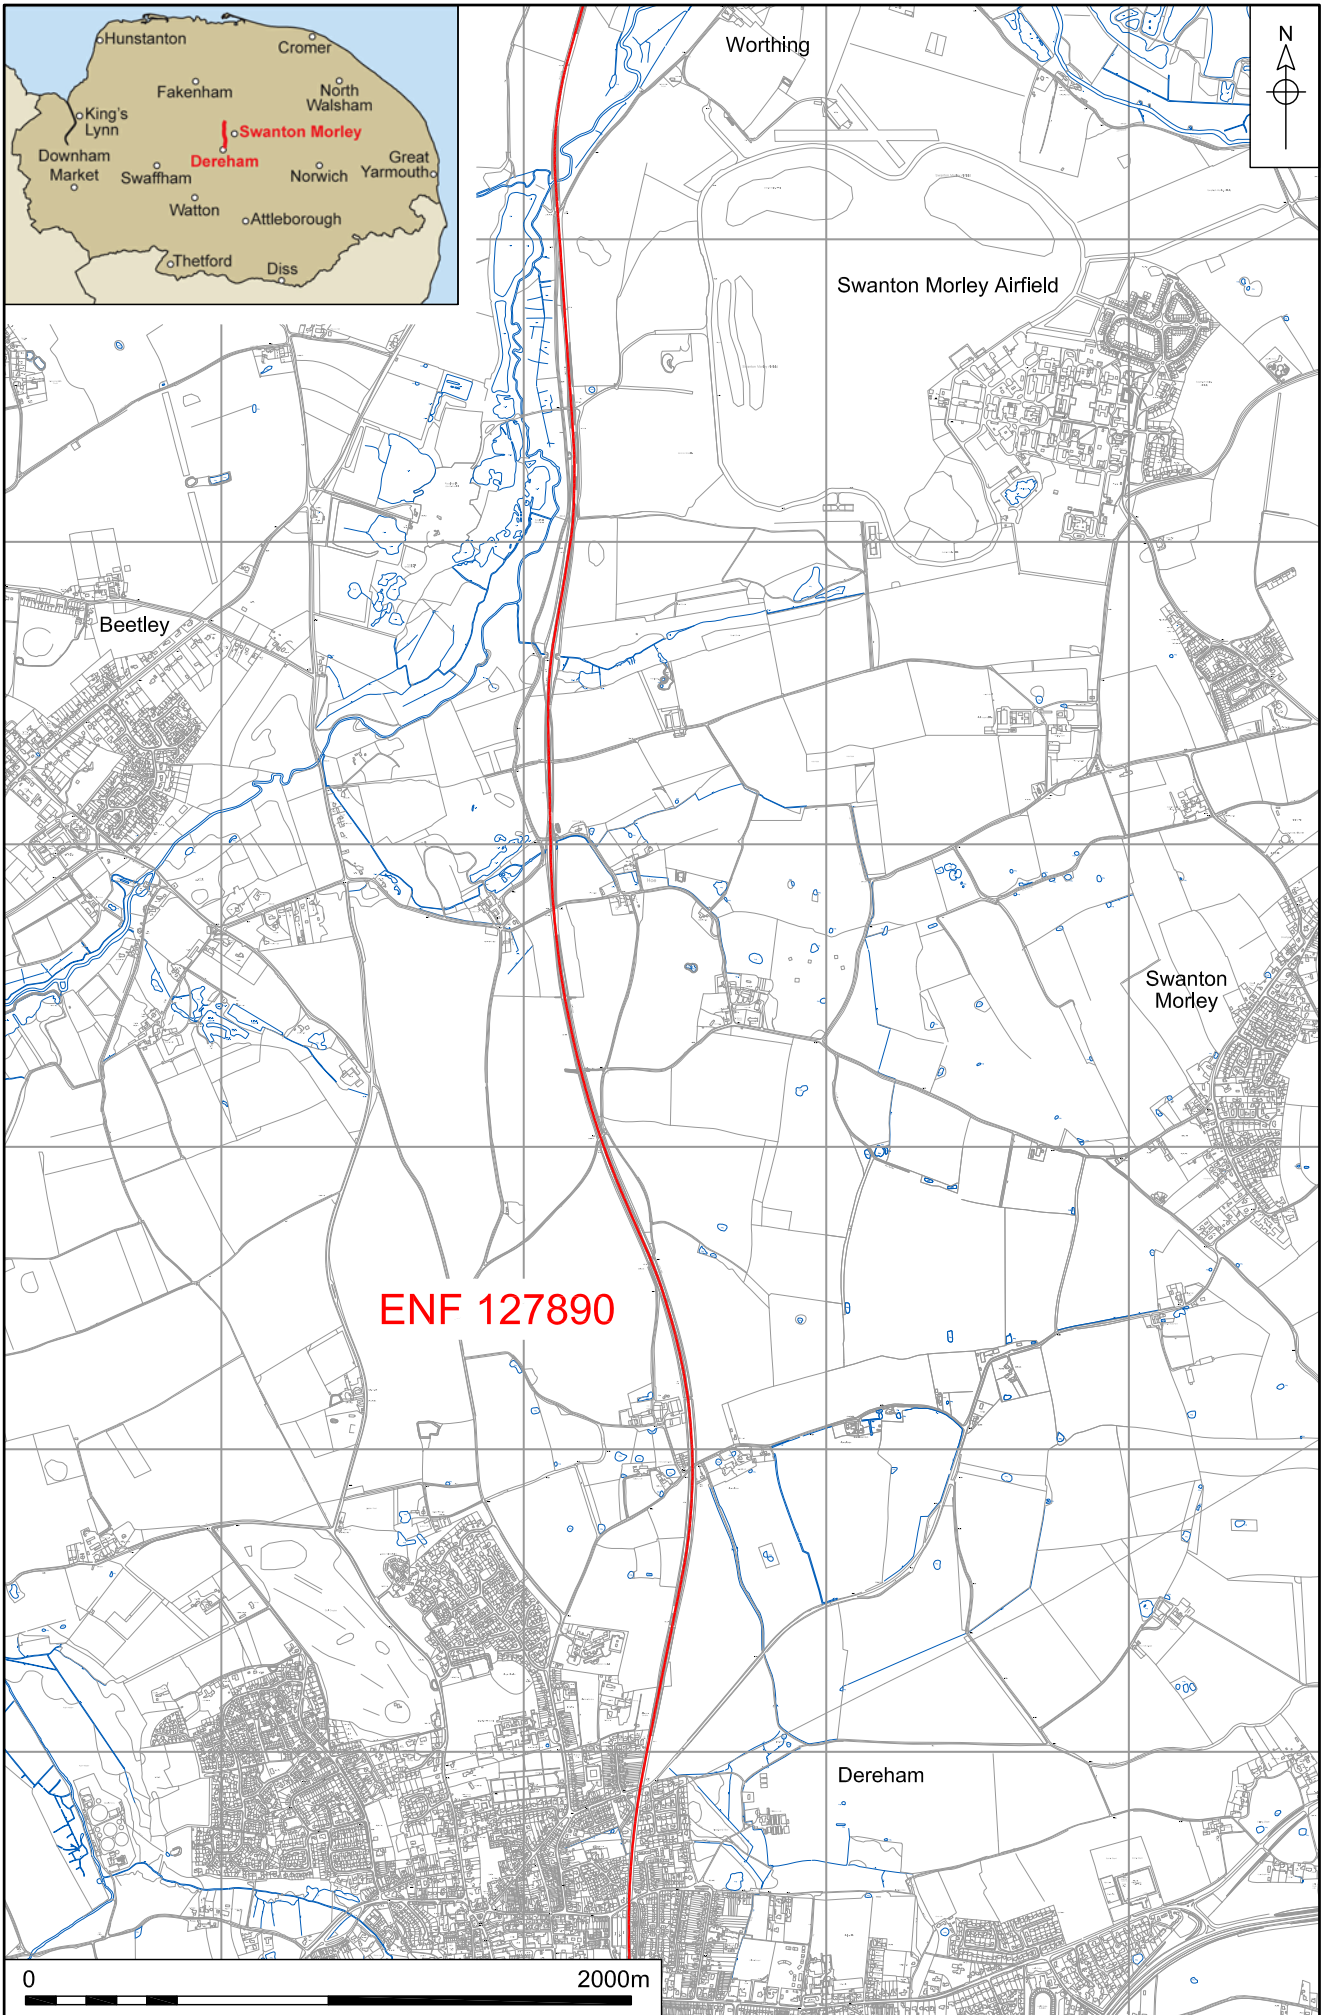 Hunstanton
Cromer
Fakenham
North
Walsham
King's
Lynn
Swanton Morley
Dereham
Downham
Market
Swaffham
Norwich
Great
Yarmouth
Watton
Attleborough
Thetford
Diss
Worthing
N
Swanton Morley Airfield
Beetley
Swanton
Morley
ENF 127890
Dereham
0
2000m